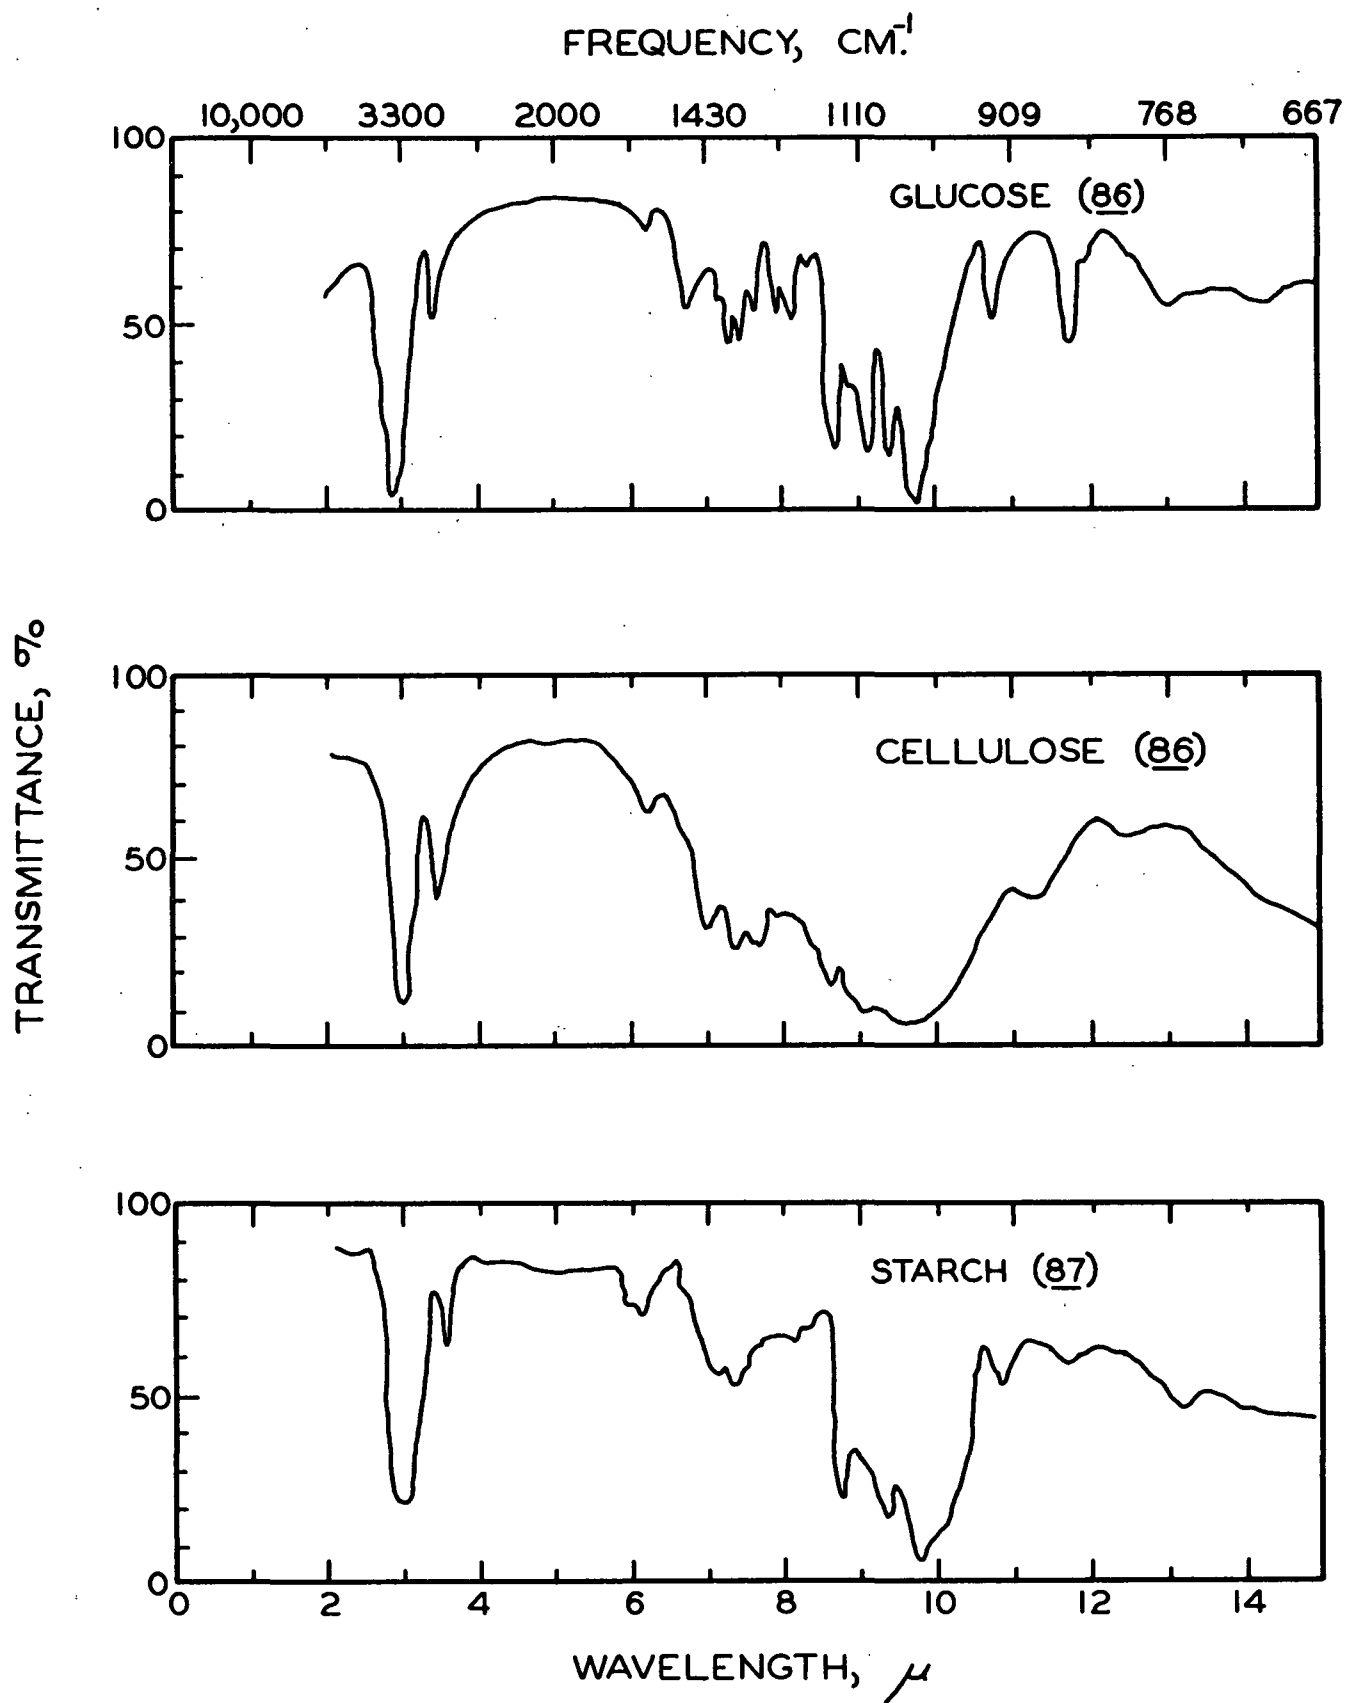 FREQUENCY, CM.⁻¹
10,000 3300 2000 1430 1110 909 768 667
100
GLUCOSE (86)
50
0
TRANSMITTANCE, %
100
CELLULOSE (86)
50
0
100
STARCH (87)
50
0
0 2 4 6 8 10 12 14
WAVELENGTH, μ